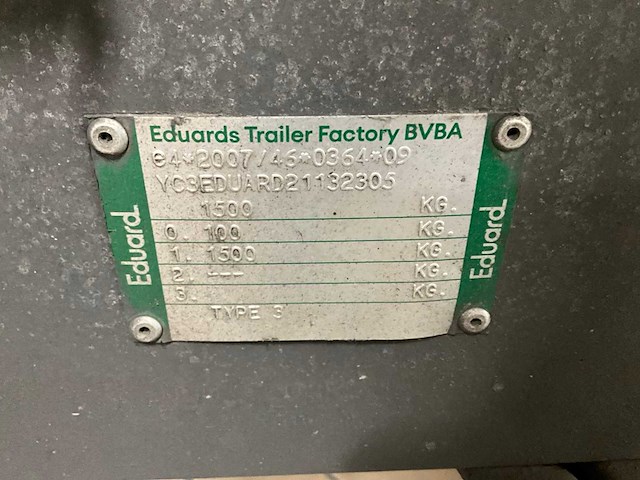 Eduards Trailer Factory BVBA
e4*2007/46*0364*09
YC3EDUARD21132305
1500 KG.
0. 100 KG.
1. 1500 KG.
2. --- KG.
3. KG.
TYPE 3
Eduard
Eduard